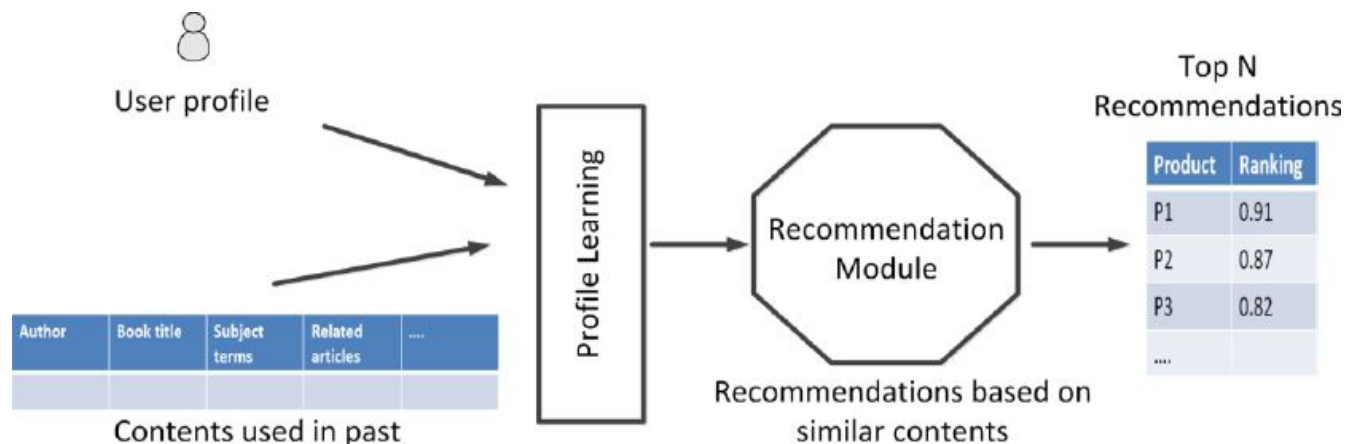 User profile
Author Book title Subject terms Related articles ....
Contents used in past
Profile Learning
Recommendation
Module
Recommendations based on
similar contents
Top N
Recommendations
Product Ranking
P1 0.91
P2 0.87
P3 0.82
....